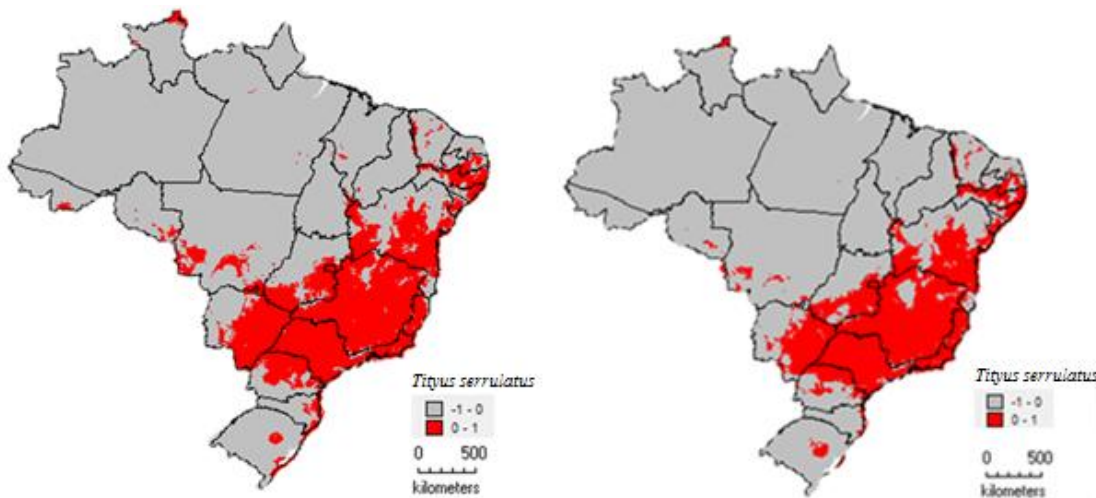 Tityus serrulatus
-1 - 0
0 - 1
0 500
kilometers
Tityus serrulatus
-1 - 0
0 - 1
0 500
kilometers